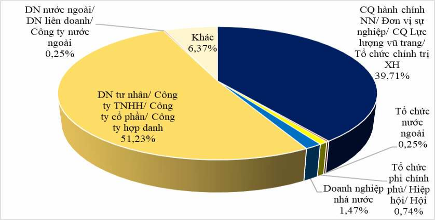 DN nước ngoài/
DN liên doanh/
Công ty nước
ngoài
0,25%
Khác
6,37%
CQ hành chính
NN/ Đơn vị sự
nghiệp/ CQ Lực
lượng vũ trang/
Tổ chức chính trị
XH
39.71%
DN tư nhân/ Công
ty TNHH/ Công
ty cổ phần/ Công
ty hợp danh
51,23%
Tổ chức
nước
ngoài
0,25%
Tổ chức
phi chính
phủ/ Hiệp
hội/ Hội
0,74%
Doanh nghiệp
nhà nước
1,47%